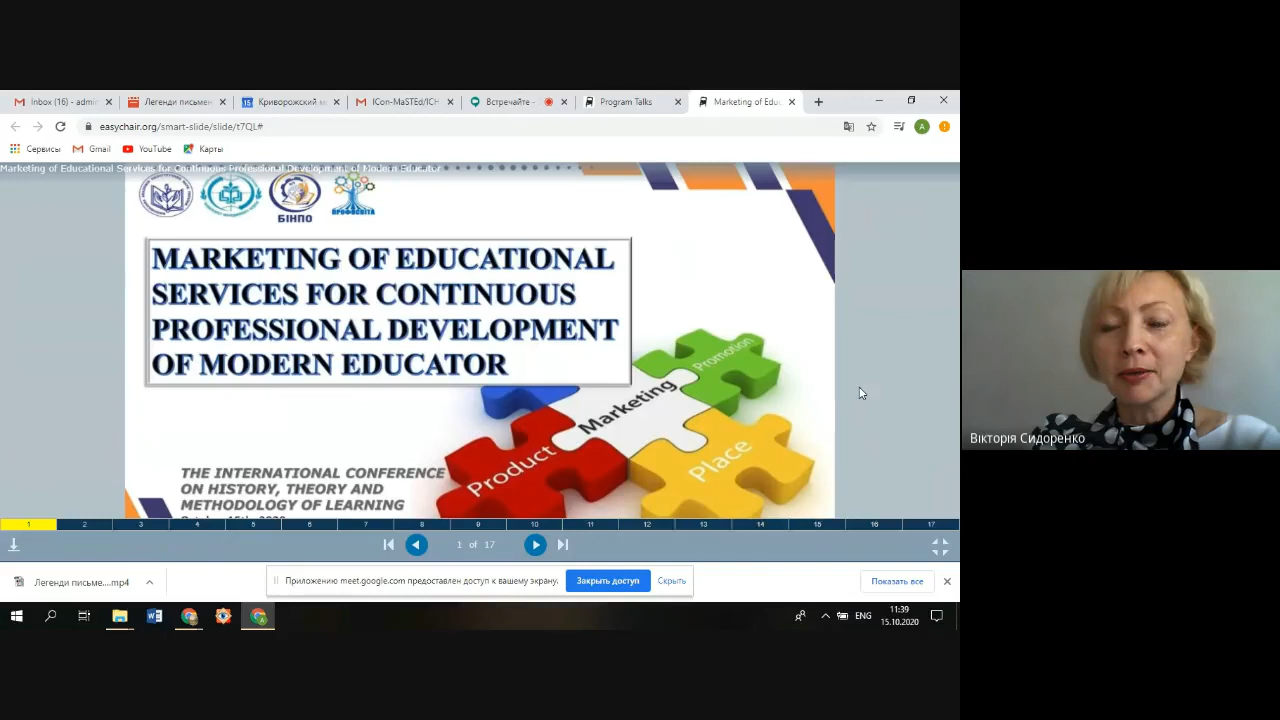 Inbox (16) - admi
Легенди письмен
Криворожский м
ICon-MaSTEd/ICH
Встречайте -
Program Talks
Marketing of Educ
easychair.org/smart-slide/slide/t7QL#
A
Сервисы
Gmail
YouTube
Карты
Marketing of Educational Services for Continuous Professional Development of Modern Educator
БІНПО
ПРОФОСВІТА
MARKETING OF EDUCATIONAL
SERVICES FOR CONTINUOUS
PROFESSIONAL DEVELOPMENT
OF MODERN EDUCATOR
Promotion
Marketing
Product
Place
THE INTERNATIONAL CONFERENCE
ON HISTORY, THEORY AND
METHODOLOGY OF LEARNING
Вікторія Сидоренко
1 2 3 4 5 6 7 8 9 10 11 12 13 14 15 16 17
1 of 17
Легенди письме....mp4
Приложению meet.google.com предоставлен доступ к вашему экрану.
Закрыть доступ
Скрыть
Показать все
ENG
11:39
15.10.2020